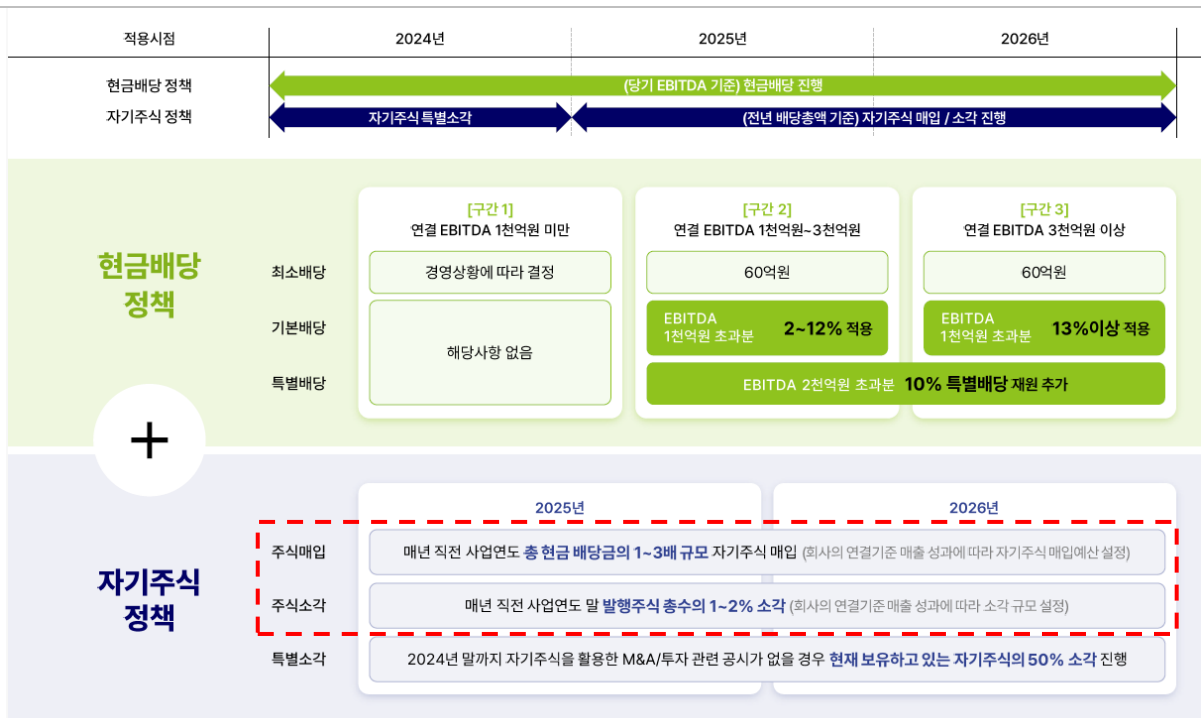 적용시점 2024년 2025년 2026년
현금배당 정책 (당기 EBITDA 기준) 현금배당 진행
자기주식 정책 자기주식 특별소각 (전년 배당총액 기준) 자기주식 매입 / 소각 진행
현금배당
정책
[구간 1] [구간 2] [구간 3]
연결 EBITDA 1천억원 미만 연결 EBITDA 1천억원~3천억원 연결 EBITDA 3천억원 이상
최소배당 경영상황에 따라 결정 60억원 60억원
기본배당 해당사항 없음
EBITDA
1천억원 초과분 2~12% 적용
EBITDA
1천억원 초과분 13%이상 적용
특별배당 EBITDA 2천억원 초과분 10% 특별배당 재원 추가
+
자기주식
정책
2025년 2026년
주식매입 매년 직전 사업연도 총 현금 배당금의 1~3배 규모 자기주식 매입 (회사의 연결기준 매출 성과에 따라 자기주식 매입예산 설정)
주식소각 매년 직전 사업연도 말 발행주식 총수의 1~2% 소각 (회사의 연결기준 매출 성과에 따라 소각 규모 설정)
특별소각 2024년 말까지 자기주식을 활용한 M&A/투자 관련 공시가 없을 경우 현재 보유하고 있는 자기주식의 50% 소각 진행